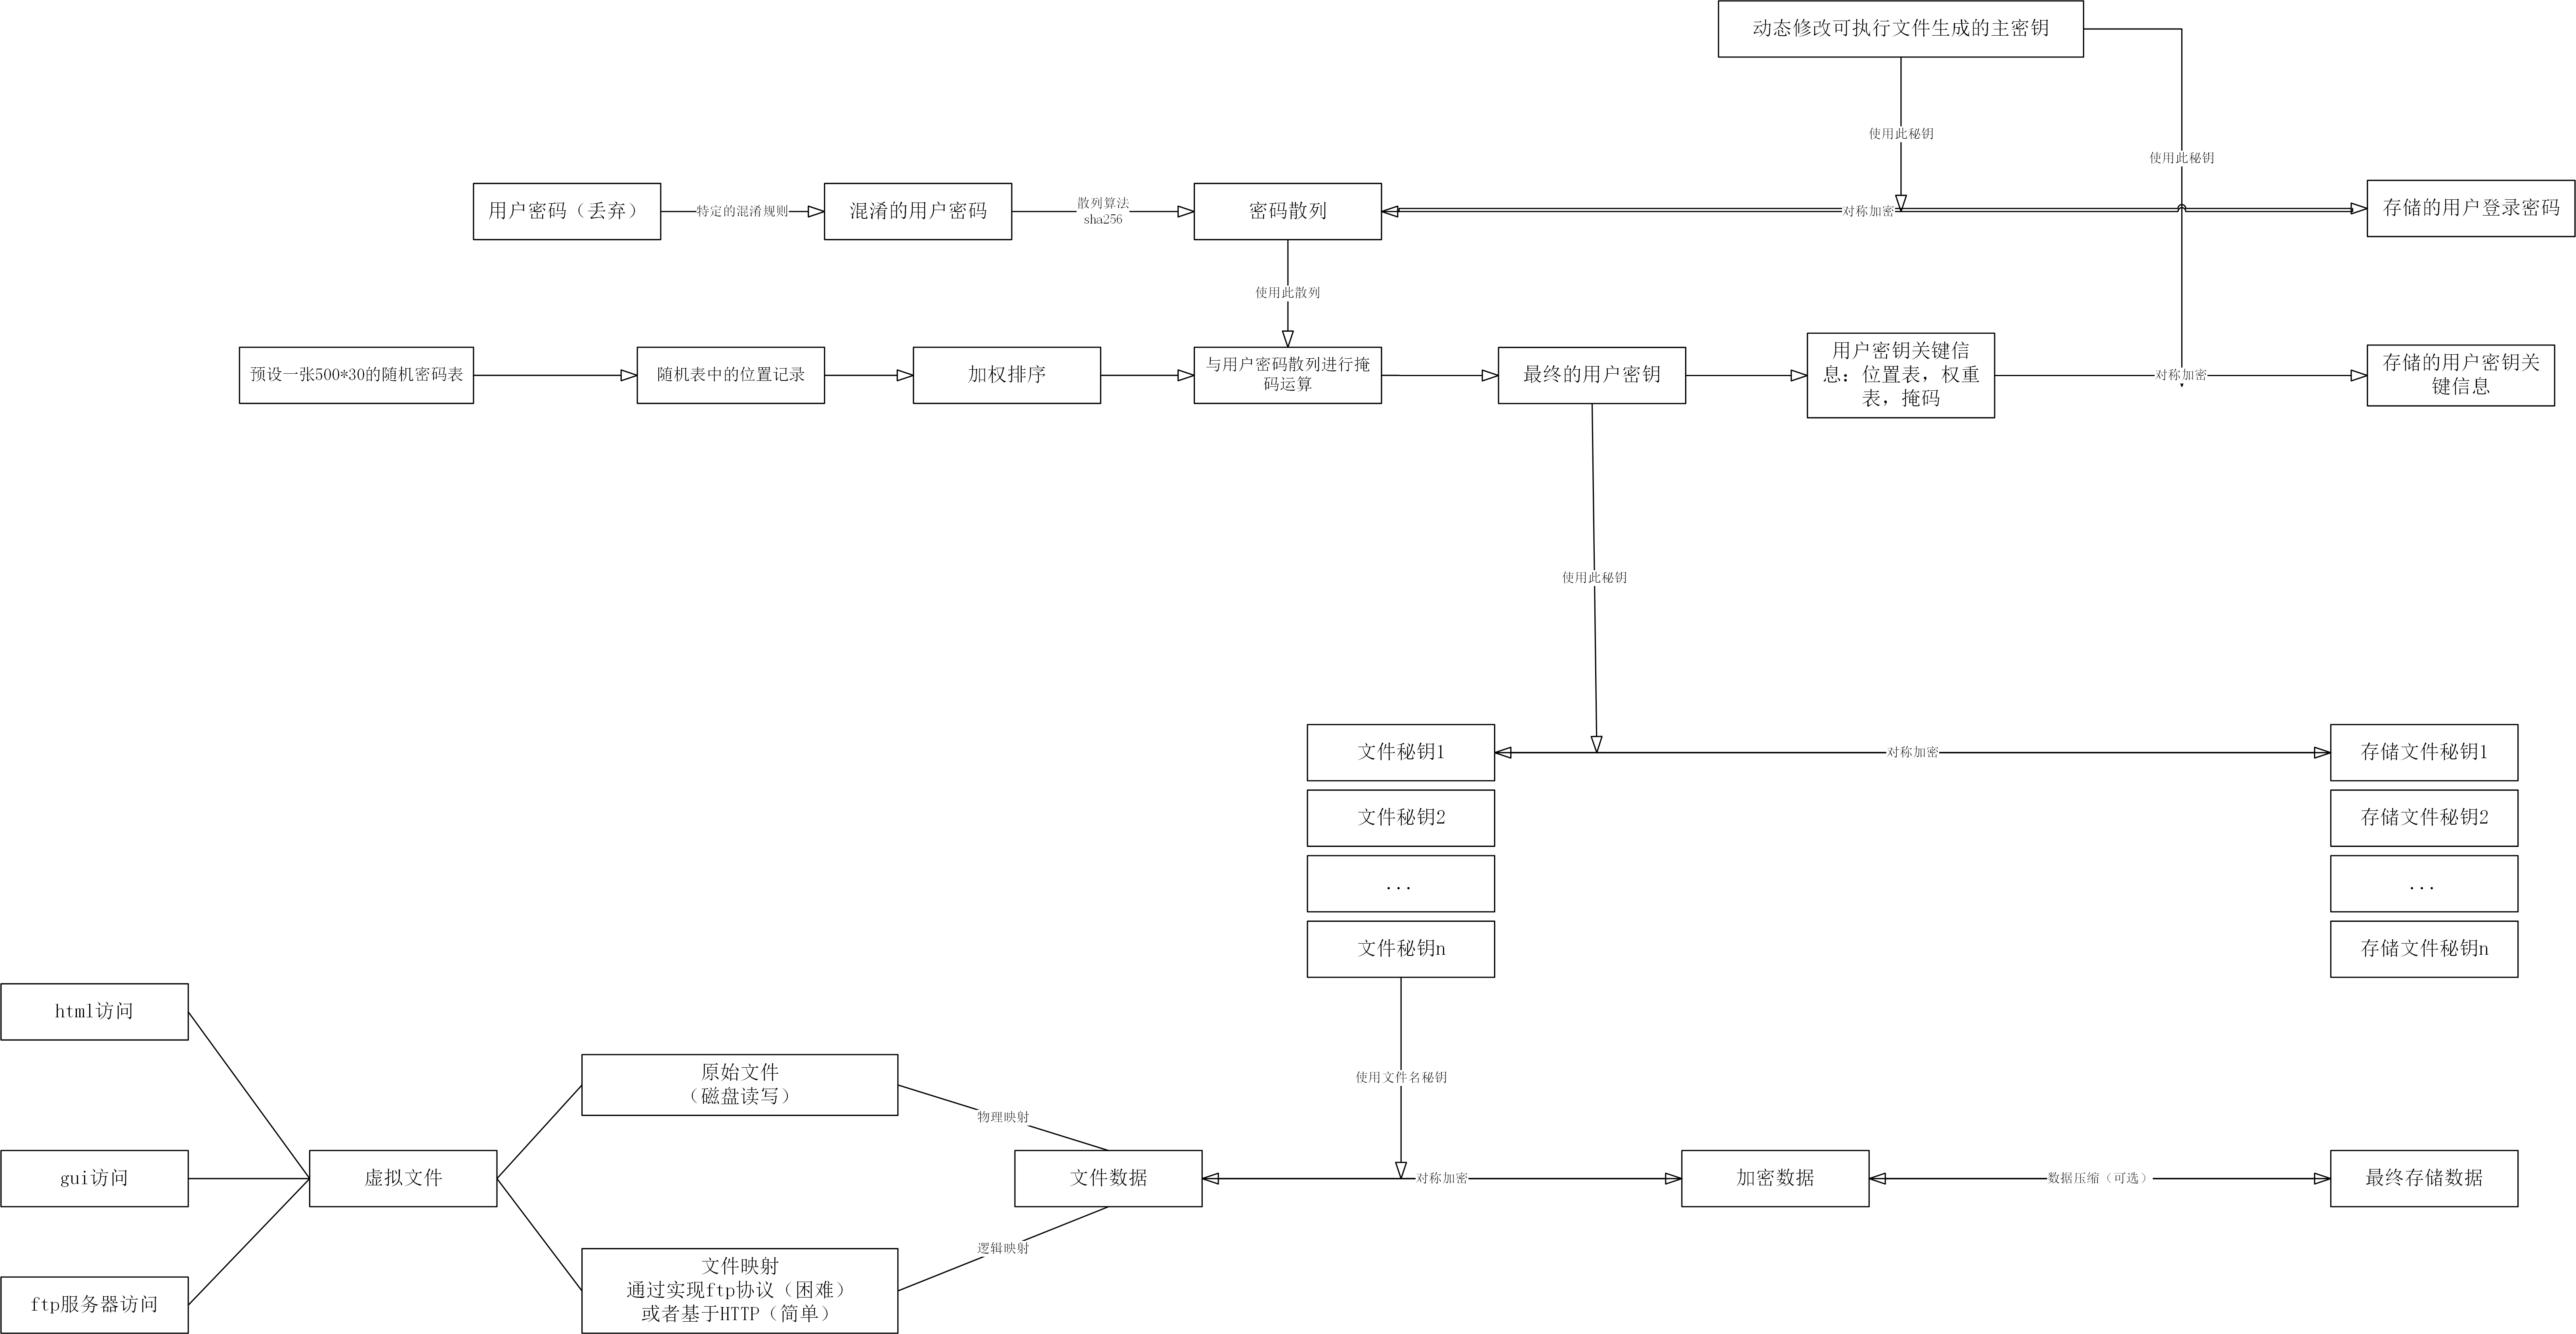 动态修改可执行文件生成的主密钥
使用此秘钥
使用此秘钥
用户密码（丢弃）
特定的混淆规则
混淆的用户密码
散列算法
sha256
密码散列
对称加密
存储的用户登录密码
使用此散列
预设一张500*30的随机密码表
随机表中的位置记录
加权排序
与用户密码散列进行掩
码运算
最终的用户密钥
用户密钥关键信
息：位置表，权重
表，掩码
对称加密
存储的用户密钥关
键信息
使用此秘钥
文件秘钥1
对称加密
存储文件秘钥1
文件秘钥2
存储文件秘钥2
...
...
文件秘钥n
存储文件秘钥n
html访问
原始文件
（磁盘读写）
使用文件名秘钥
物理映射
gui访问
虚拟文件
文件数据
对称加密
加密数据
数据压缩（可选）
最终存储数据
逻辑映射
文件映射
通过实现ftp协议（困难）
或者基于HTTP（简单）
ftp服务器访问